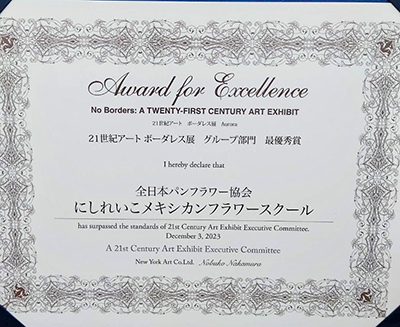 Award for Excellence
No Borders: A TWENTY-FIRST CENTURY ART EXHIBIT
21世紀アート ボーダレス展 Aurora
21世紀アート ボーダレス展 グループ部門 最優秀賞
I hereby declare that
全日本パンフラワー協会
にしれいこメキシカンフラワースクール
has surpassed the standards of 21st Century Art Exhibit Executive Committee.
December 3, 2023
A 21st Century Art Exhibit Executive Committee
New York Art Co.Ltd. Nobuko Nakamura